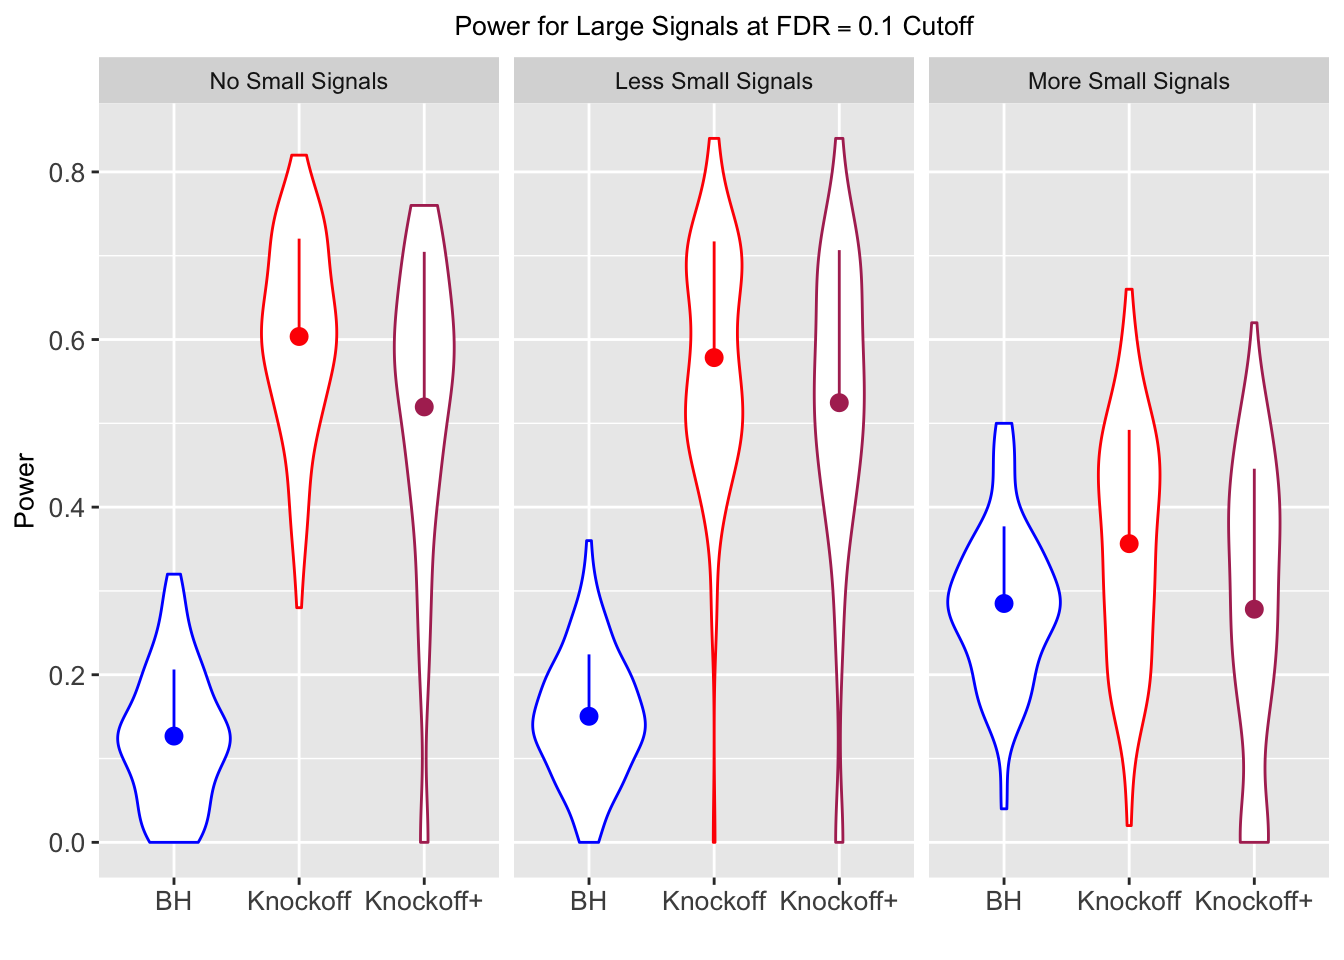 Power for Large Signals at FDR = 0.1 Cutoff
No Small Signals
Less Small Signals
More Small Signals
Power
0.8
0.6
0.4
0.2
0.0
BH Knockoff Knockoff+
BH Knockoff Knockoff+
BH Knockoff Knockoff+